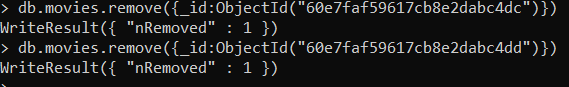 > db.movies.remove({_id:ObjectId("60e7faf59617cb8e2dabc4dc")})
WriteResult({ "nRemoved" : 1 })
> db.movies.remove({_id:ObjectId("60e7faf59617cb8e2dabc4dd")})
WriteResult({ "nRemoved" : 1 })
>